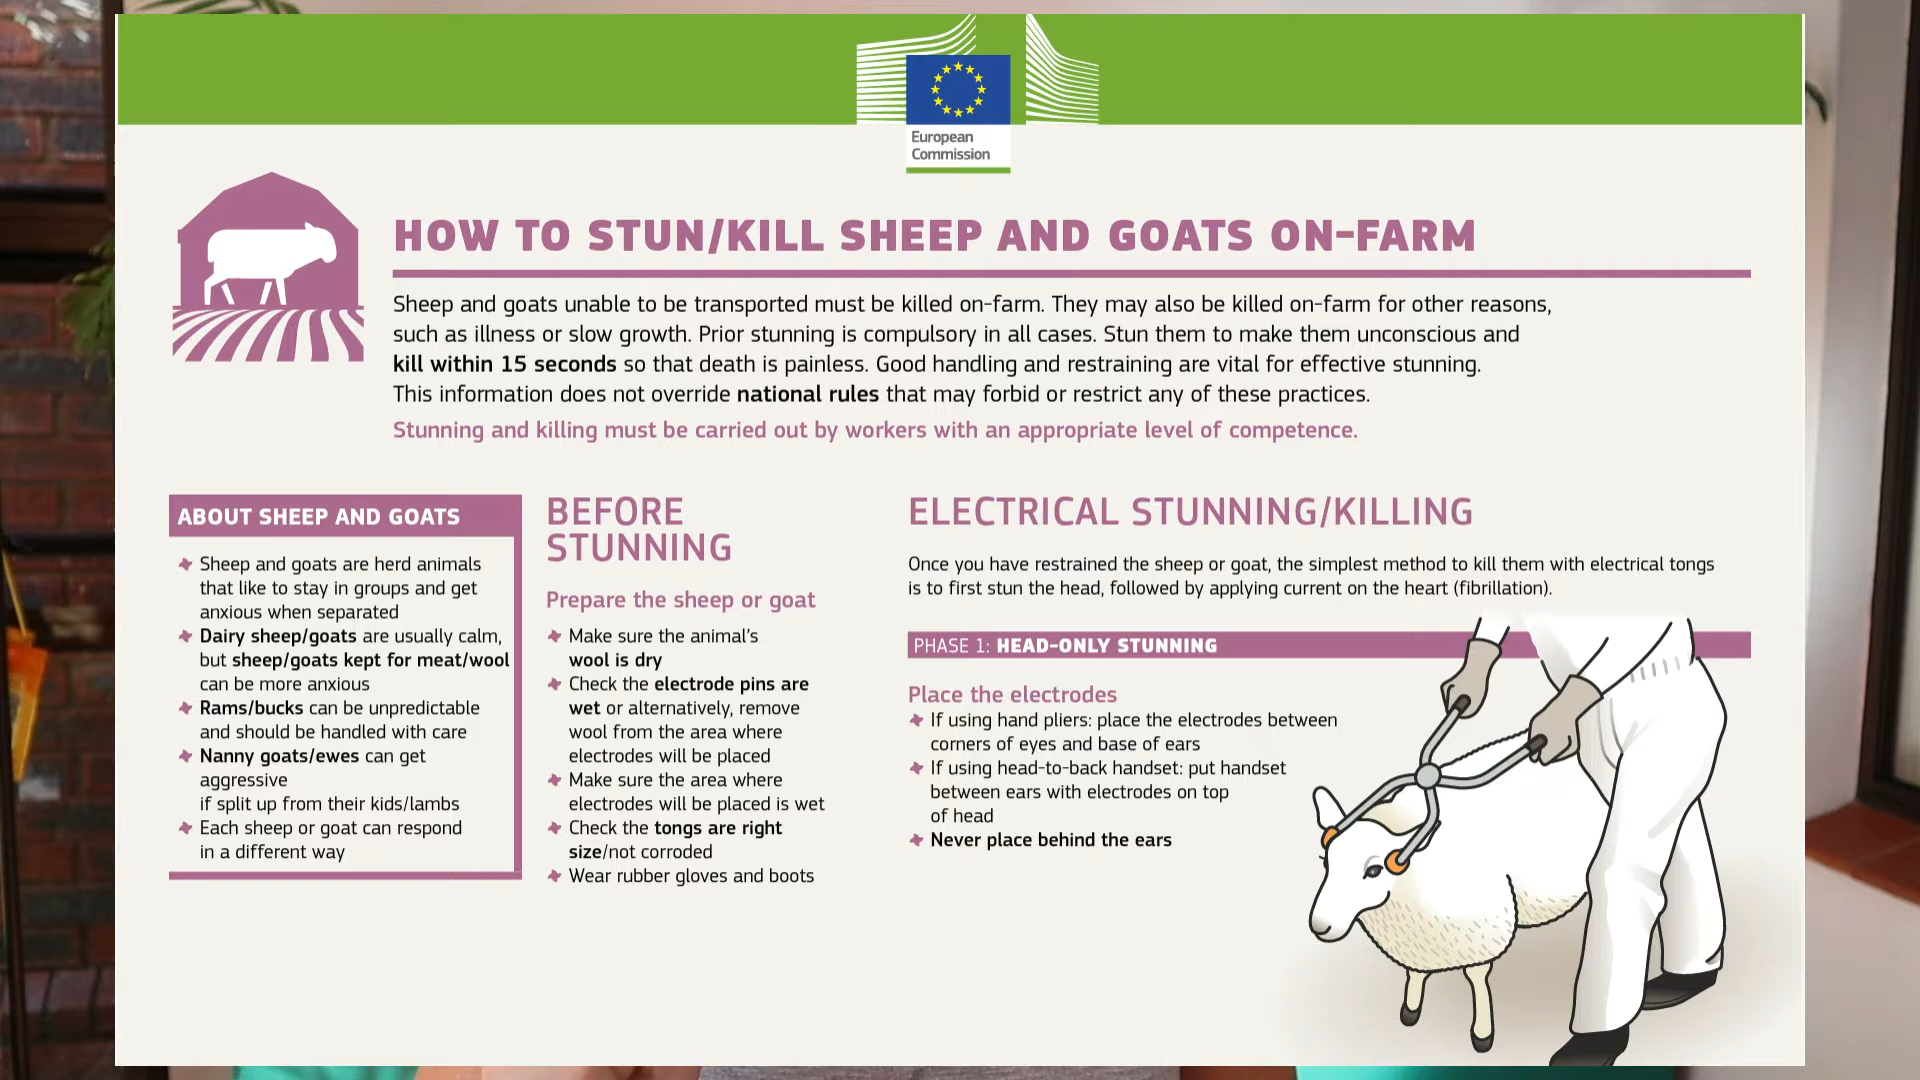 European
Commission
HOW TO STUN/KILL SHEEP AND GOATS ON-FARM
Sheep and goats unable to be transported must be killed on-farm. They may also be killed on-farm for other reasons,
such as illness or slow growth. Prior stunning is compulsory in all cases. Stun them to make them unconscious and
kill within 15 seconds so that death is painless. Good handling and restraining are vital for effective stunning.
This information does not override national rules that may forbid or restrict any of these practices.
Stunning and killing must be carried out by workers with an appropriate level of competence.
ABOUT SHEEP AND GOATS
Sheep and goats are herd animals
that like to stay in groups and get
anxious when separated
Dairy sheep/goats are usually calm,
but sheep/goats kept for meat/wool
can be more anxious
Rams/bucks can be unpredictable
and should be handled with care
Nanny goats/ewes can get
aggressive
if split up from their kids/lambs
Each sheep or goat can respond
in a different way
BEFORE
STUNNING
Prepare the sheep or goat
Make sure the animal's
wool is dry
Check the electrode pins are
wet or alternatively, remove
wool from the area where
electrodes will be placed
Make sure the area where
electrodes will be placed is wet
Check the tongs are right
size/not corroded
Wear rubber gloves and boots
ELECTRICAL STUNNING/KILLING
Once you have restrained the sheep or goat, the simplest method to kill them with electrical tongs
is to first stun the head, followed by applying current on the heart (fibrillation).
PHASE 1: HEAD-ONLY STUNNING
Place the electrodes
If using hand pliers: place the electrodes between
corners of eyes and base of ears
If using head-to-back handset: put handset
between ears with electrodes on top
of head
Never place behind the ears